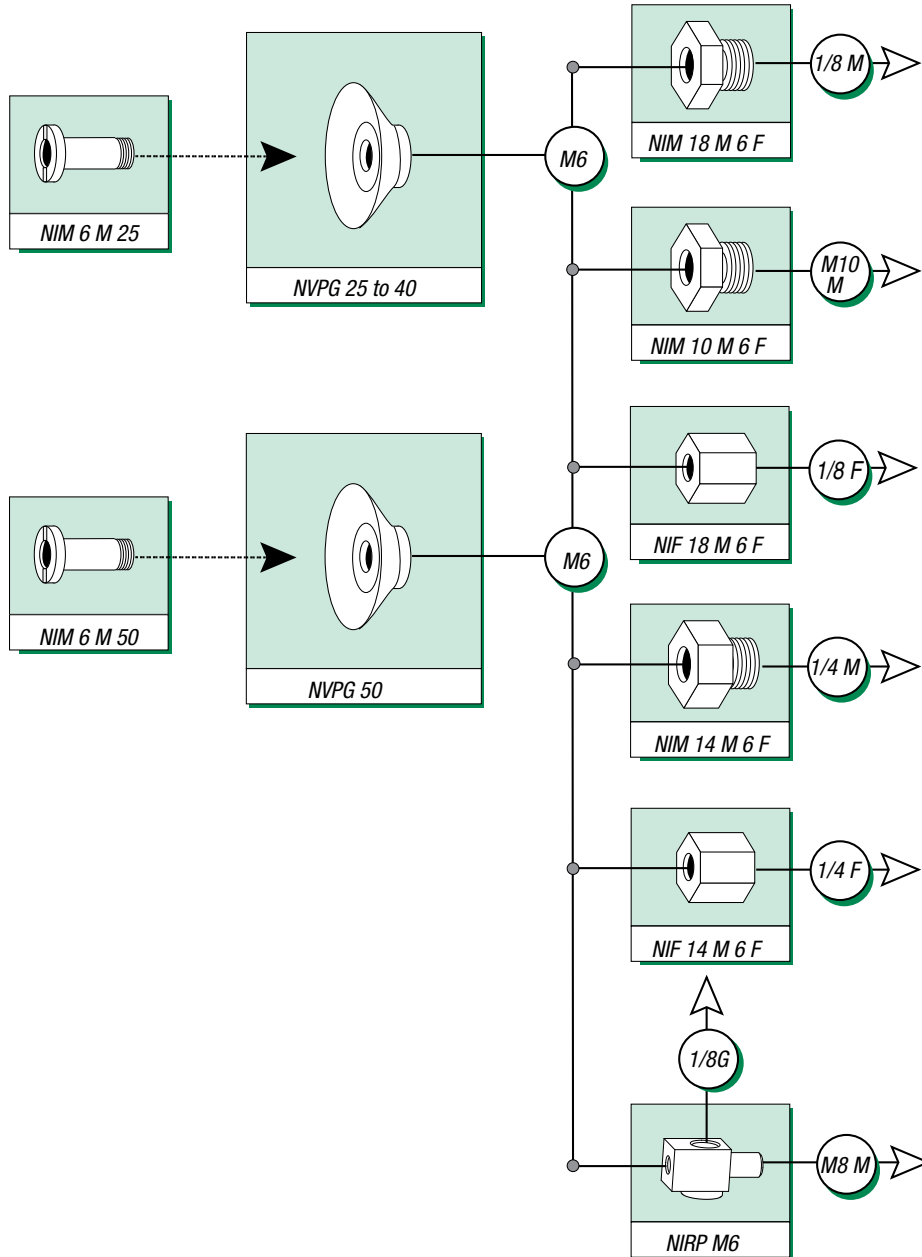 1/8 M
NIM 18 M 6 F
NIM 6 M 25
NVPG 25 to 40
M6
M10
M
NIM 10 M 6 F
1/8 F
NIF 18 M 6 F
NIM 6 M 50
NVPG 50
M6
1/4 M
NIM 14 M 6 F
1/4 F
NIF 14 M 6 F
1/8G
M8 M
NIRP M6